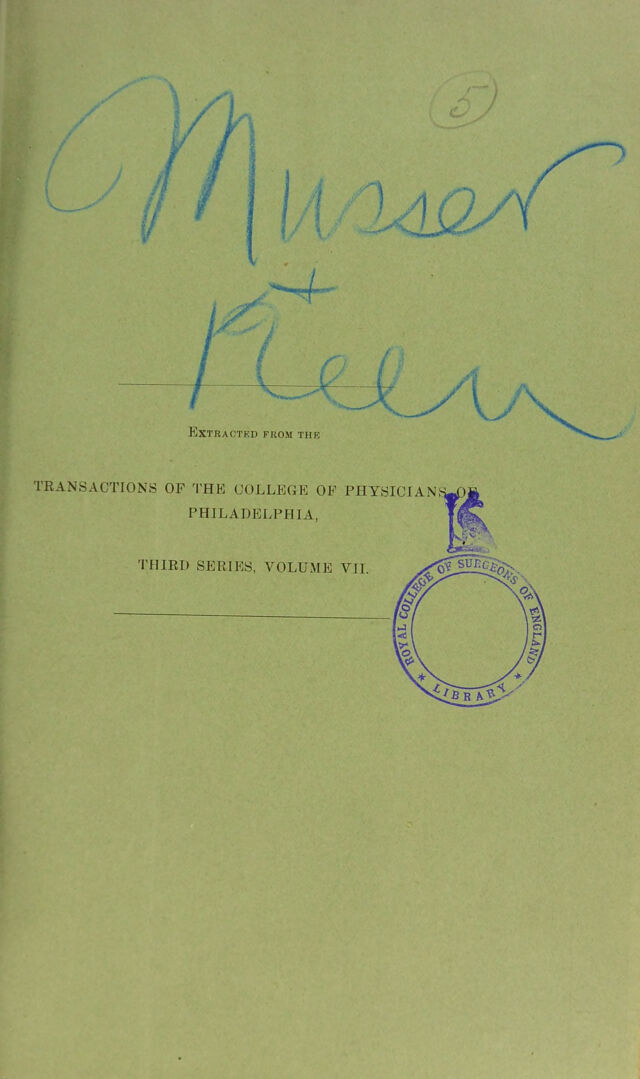 5
Musser
+
Keen
EXTRACTED FROM THE
TRANSACTIONS OF THE COLLEGE OF PHYSICIANS OF
PHILADELPHIA,
THIRD SERIES, VOLUME VII.
ROYAL COLLEGE OF SURGEONS OF ENGLAND
* LIBRARY *